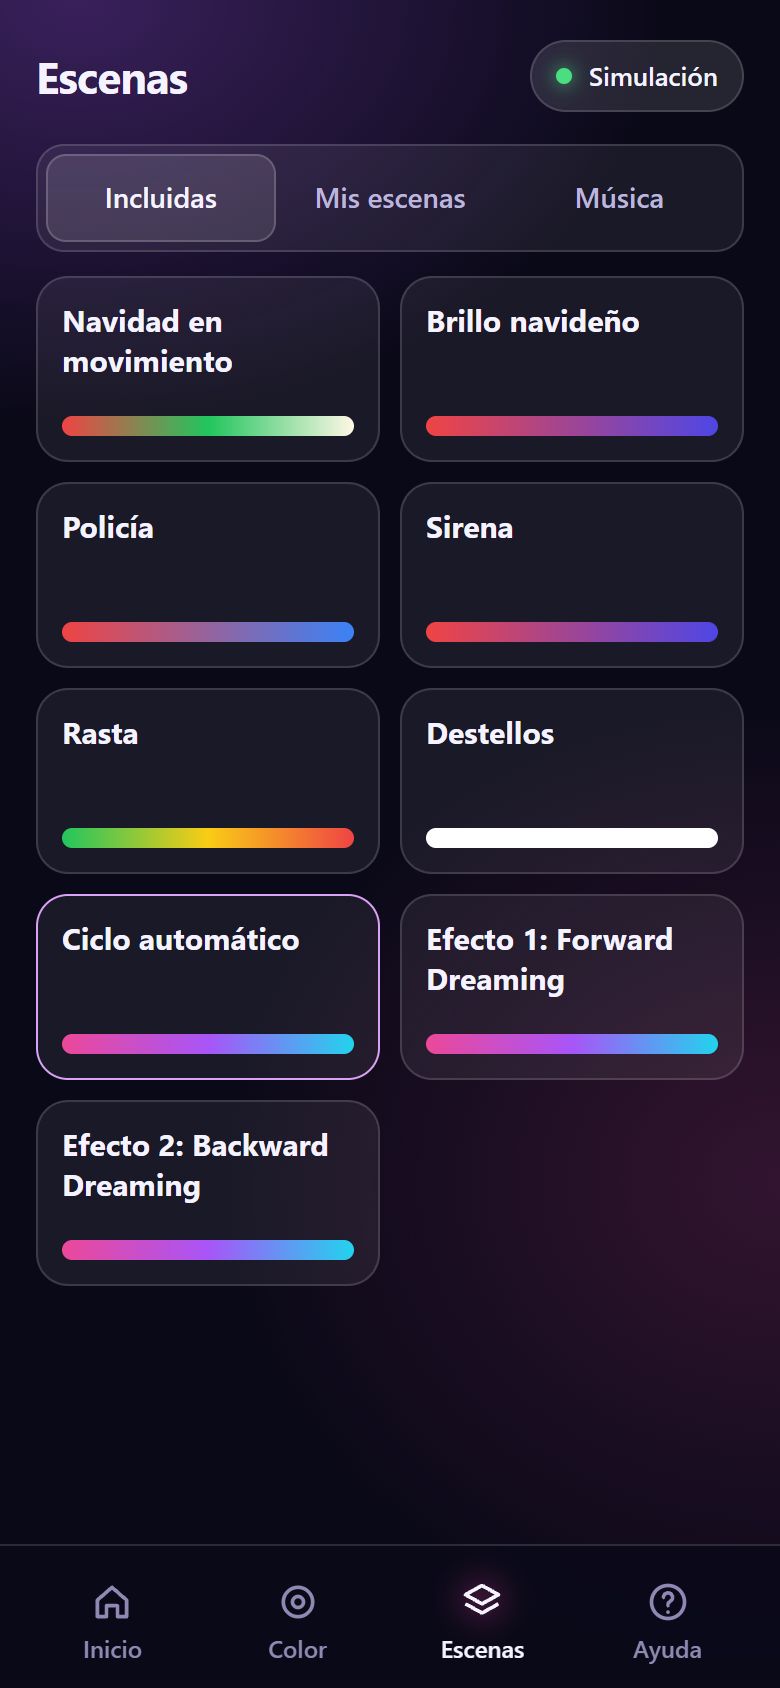 Escenas
Simulación
Incluidas
Mis escenas
Música
Navidad en
movimiento
Brillo navideño
Policía
Sirena
Rasta
Destellos
Ciclo automático
Efecto 1: Forward
Dreaming
Efecto 2: Backward
Dreaming
Inicio
Color
Escenas
Ayuda